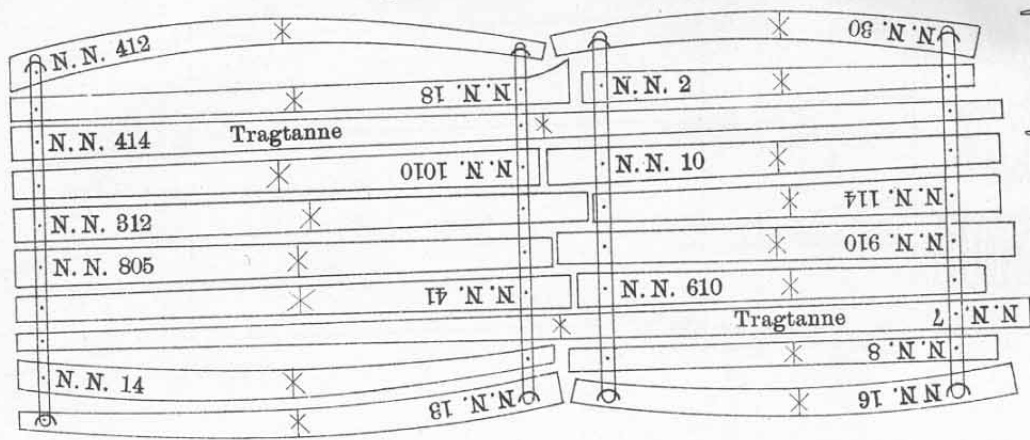 N. N. 412
N. N. 30
N. N. 18
N. N. 2
N. N. 414 Tragtanne
N. N. 1010
N. N. 10
N. N. 312
N. N. 114
N. N. 805
N. N. 910
N. N. 41
N. N. 610
Tragtanne
N. N. 7
N. N. 8
N. N. 14
N. N. 13
N. N. 16